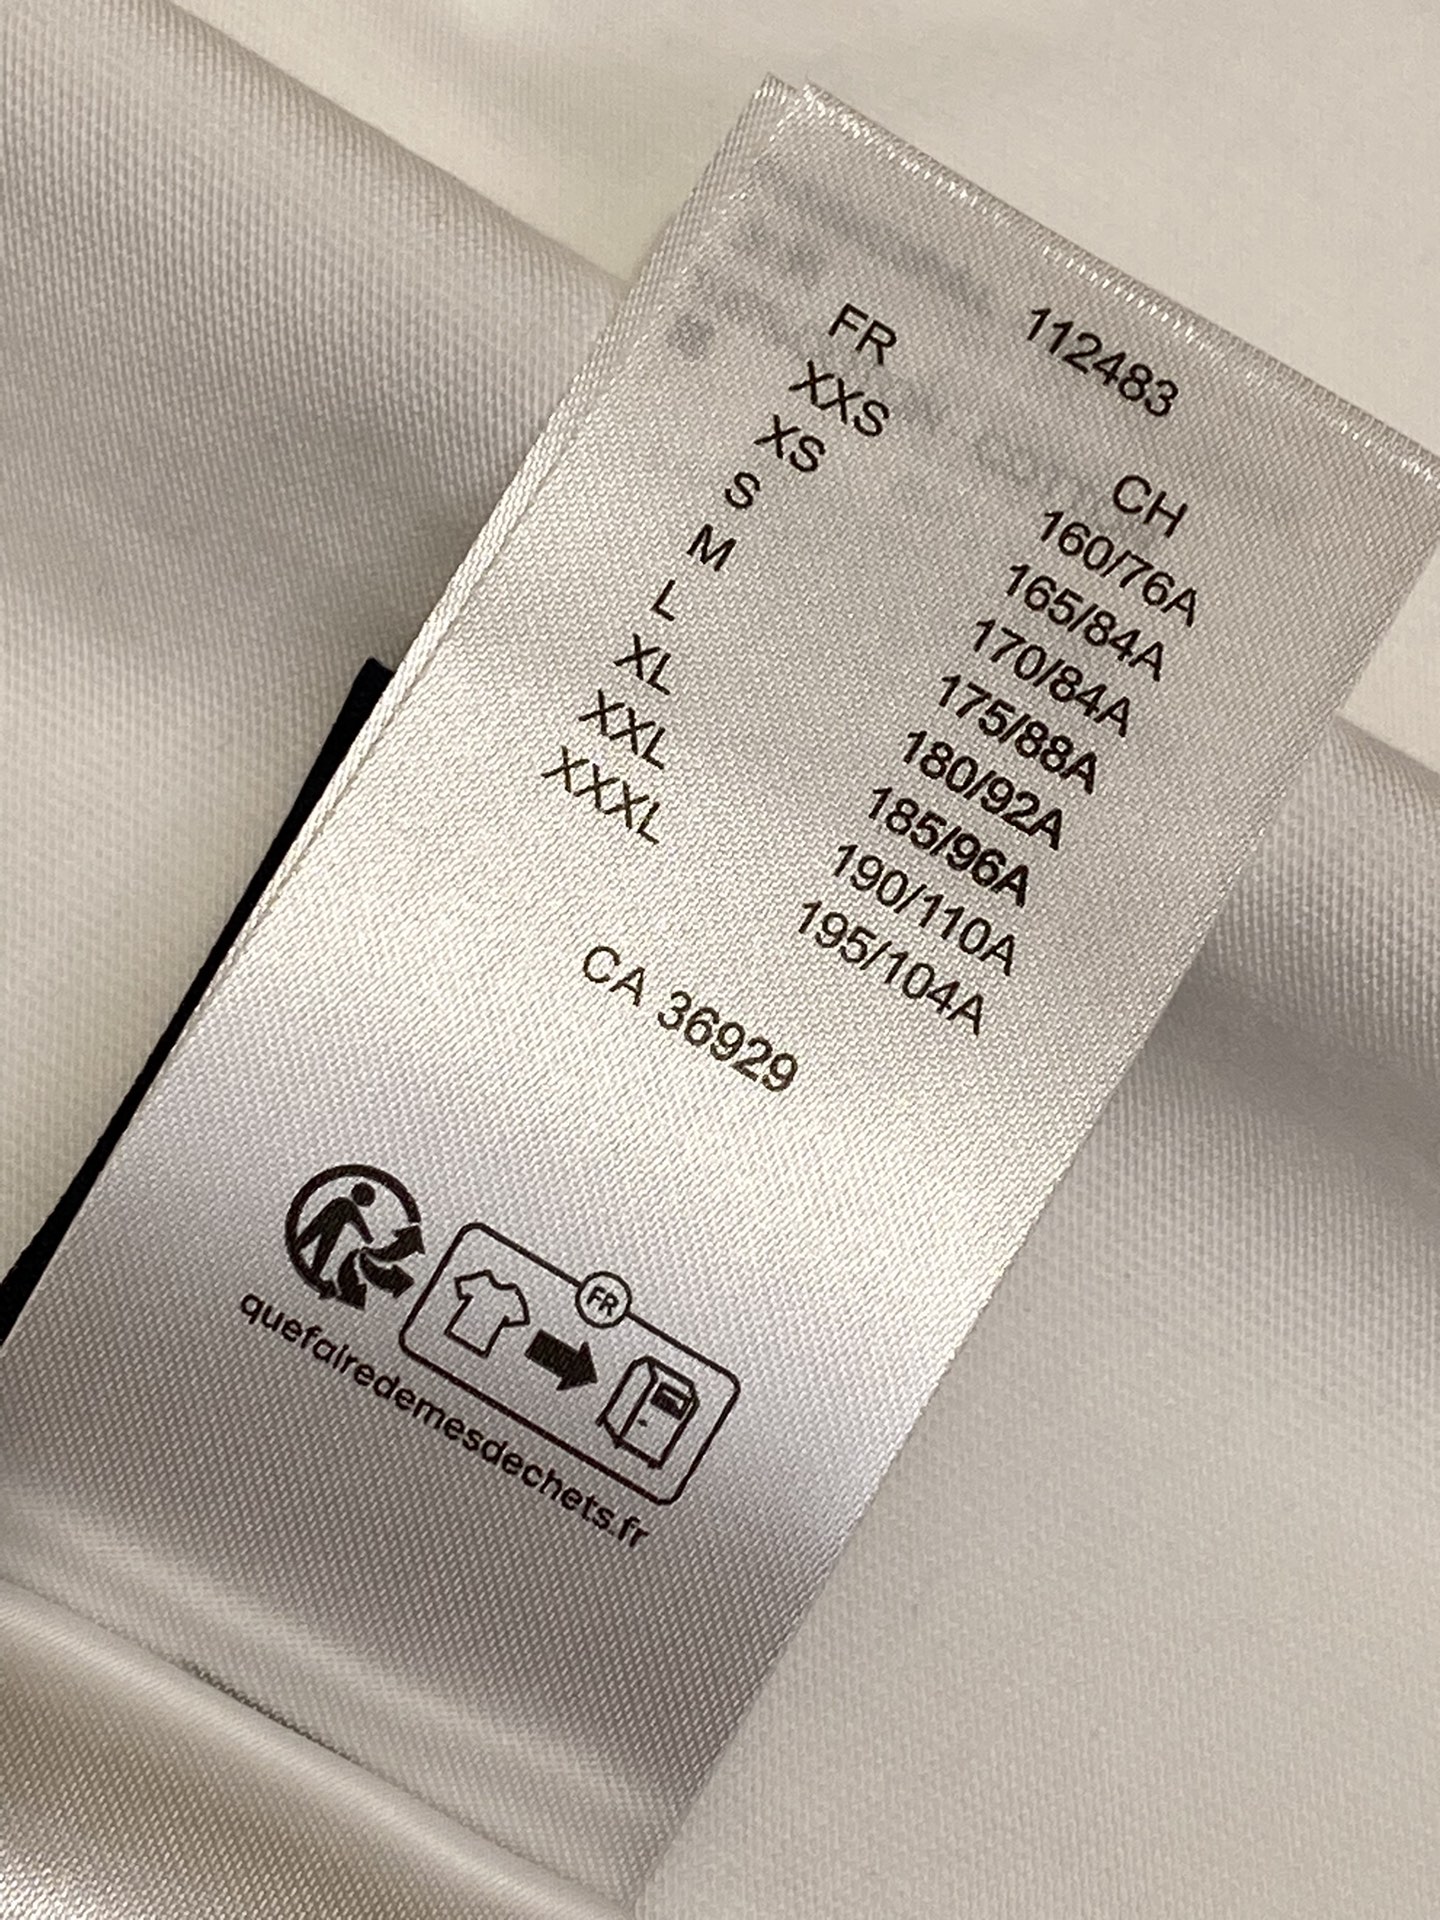 112483
FR CH
XXS 160/76A
XS 165/84A
S 170/84A
M 175/88A
L 180/92A
XL 185/96A
XXL 190/110A
XXXL 195/104A
CA 36929
FR
quefairedemesdechets.fr